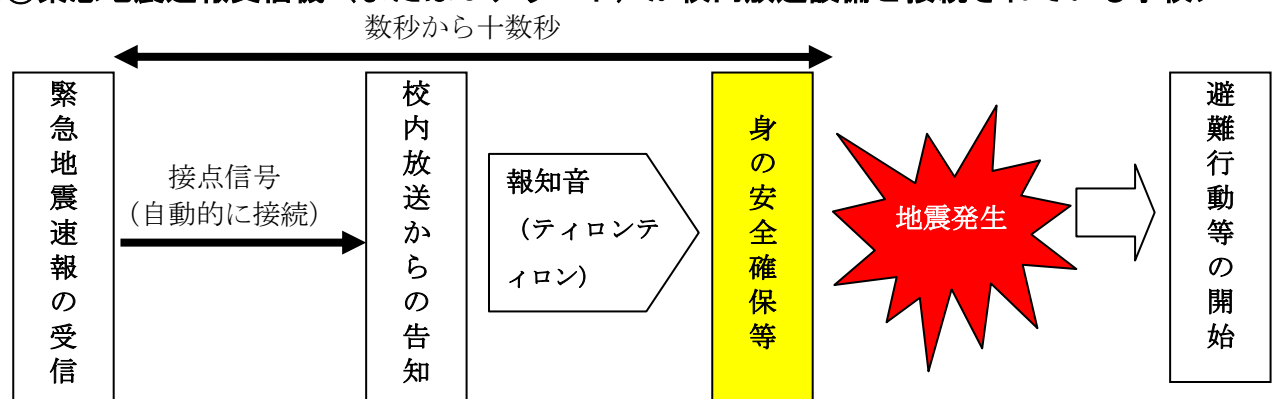 数秒から十数秒
緊急地震速報の受信
接点信号
（自動的に接続）
校内放送からの告知
報知音
（ティロンテ
ィロン）
身の安全確保等
地震発生
避難行動等の開始